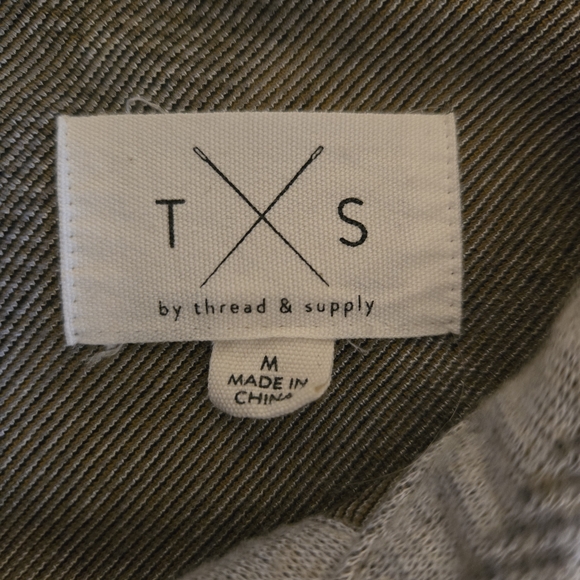 T S
by thread & supply
M
MADE IN
CHINA